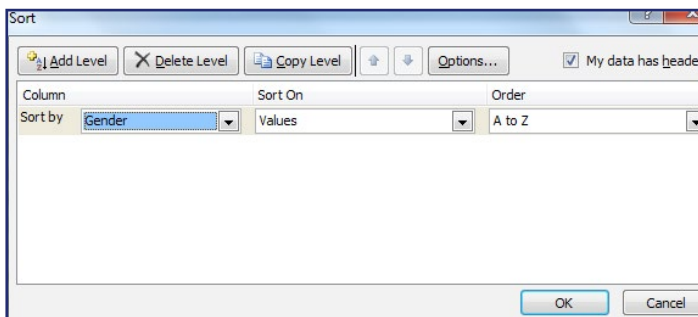 Sort
Add Level Delete Level Copy Level Options... My data has heade
Column Sort On Order
Sort by Gender Values A to Z
OK Cancel